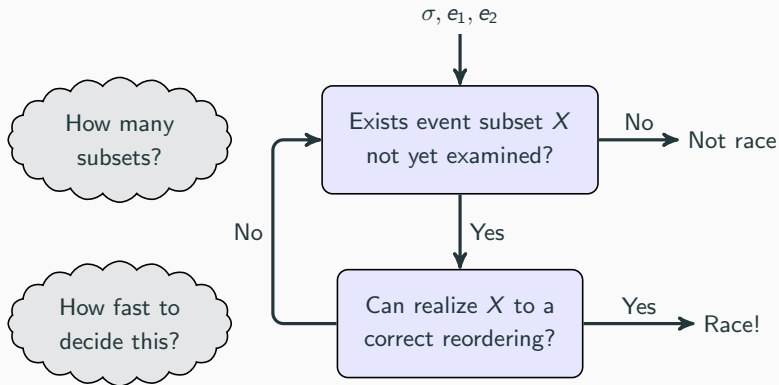 σ, e₁, e₂
How many
subsets?
Exists event subset X
not yet examined?
No
Not race
No
Yes
How fast to
decide this?
Can realize X to a
correct reordering?
Yes
Race!